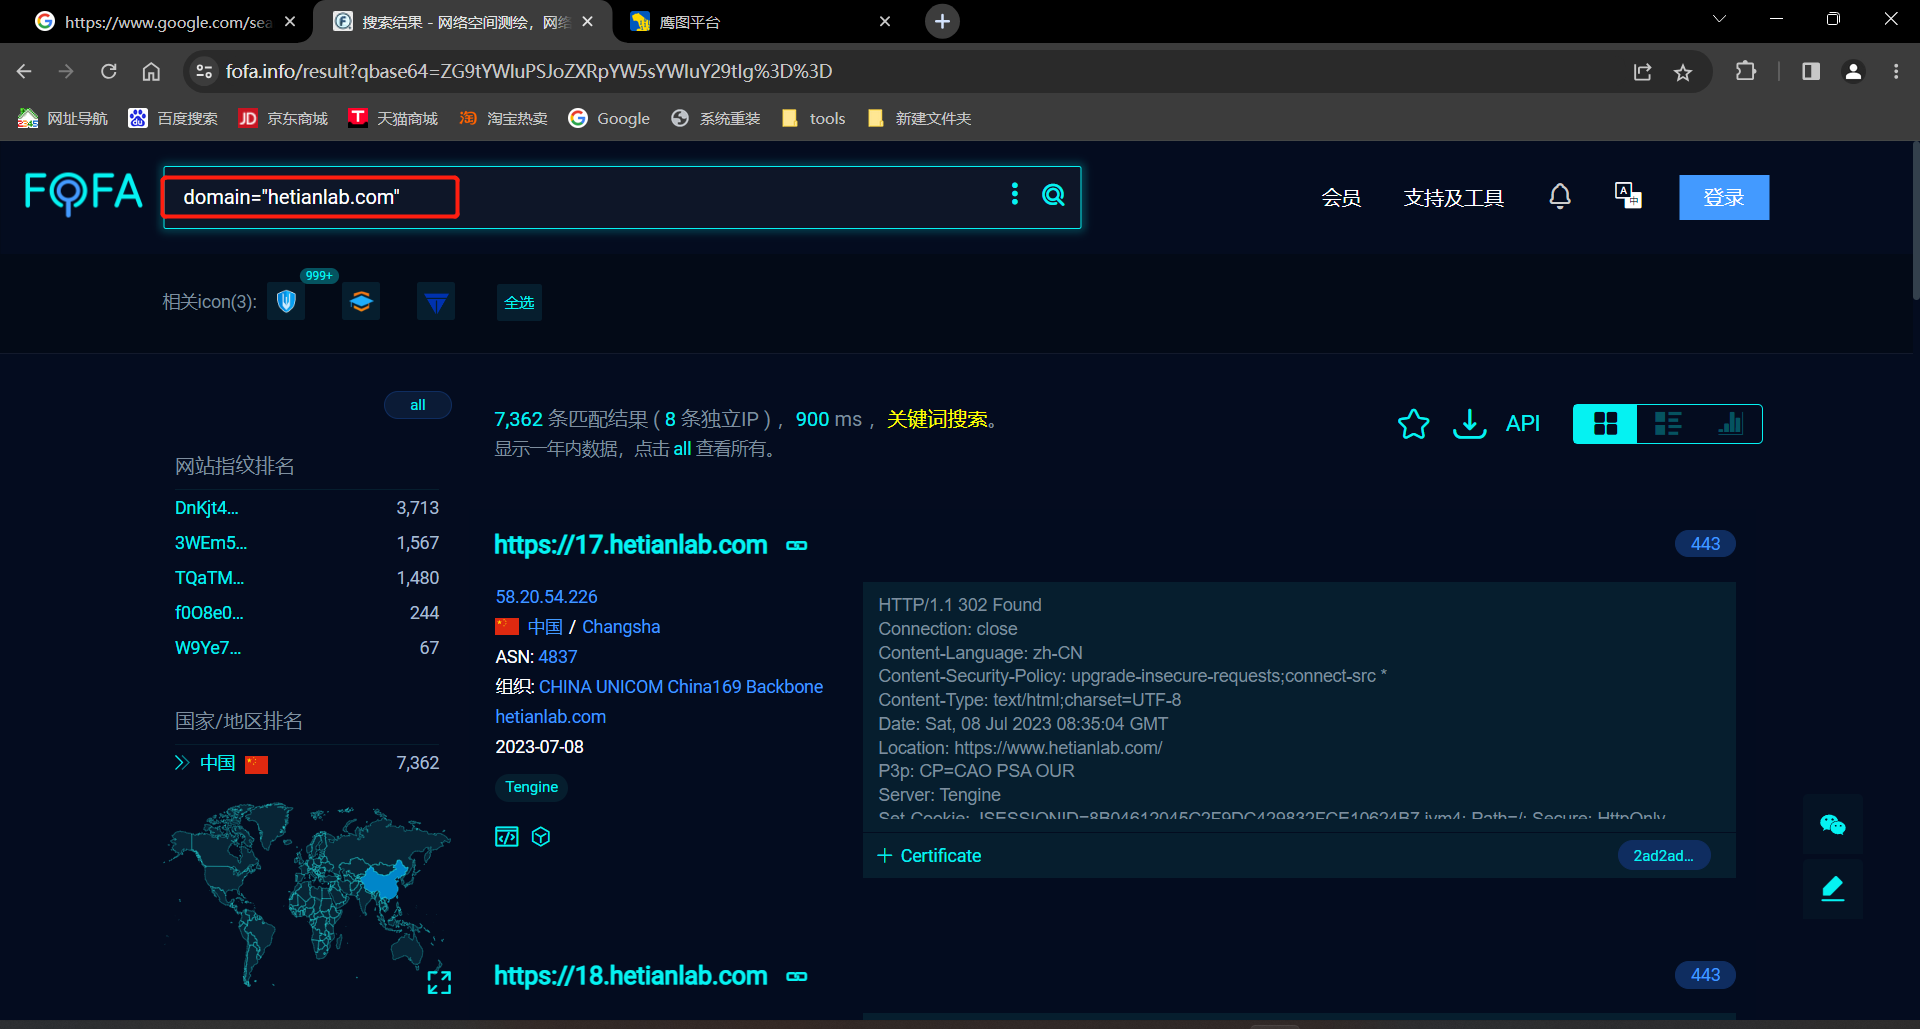 https://www.google.com/sea
搜索结果 - 网络空间测绘，网络
鹰图平台
fofa.info/result?qbase64=ZG9tYWluPSJoZXRpYW5sYWIuY29tIg%3D%3D
网址导航
百度搜索
京东商城
天猫商城
淘宝热卖
Google
系统重装
tools
新建文件夹
FOFA
domain="hetianlab.com"
会员
支持及工具
登录
相关icon(3):
999+
全选
all
7,362 条匹配结果 ( 8 条独立IP ) ， 900 ms ， 关键词搜索。
显示一年内数据，点击 all 查看所有。
API
网站指纹排名
DnKjt4... 3,713
3WEm5... 1,567
TQaTM... 1,480
f0O8e0... 244
W9Ye7... 67
国家/地区排名
中国 7,362
https://17.hetianlab.com
443
58.20.54.226
中国 / Changsha
ASN: 4837
组织: CHINA UNICOM China169 Backbone
hetianlab.com
2023-07-08
Tengine
HTTP/1.1 302 Found
Connection: close
Content-Language: zh-CN
Content-Security-Policy: upgrade-insecure-requests;connect-src *
Content-Type: text/html;charset=UTF-8
Date: Sat, 08 Jul 2023 08:35:04 GMT
Location: https://www.hetianlab.com/
P3p: CP=CAO PSA OUR
Server: Tengine
Set-Cookie: JSESSIONID=8B04612045C2F9DC429832FCE10624B7.jvm4; Path=/; Secure; HttpOnly
Certificate
2ad2ad...
https://18.hetianlab.com
443